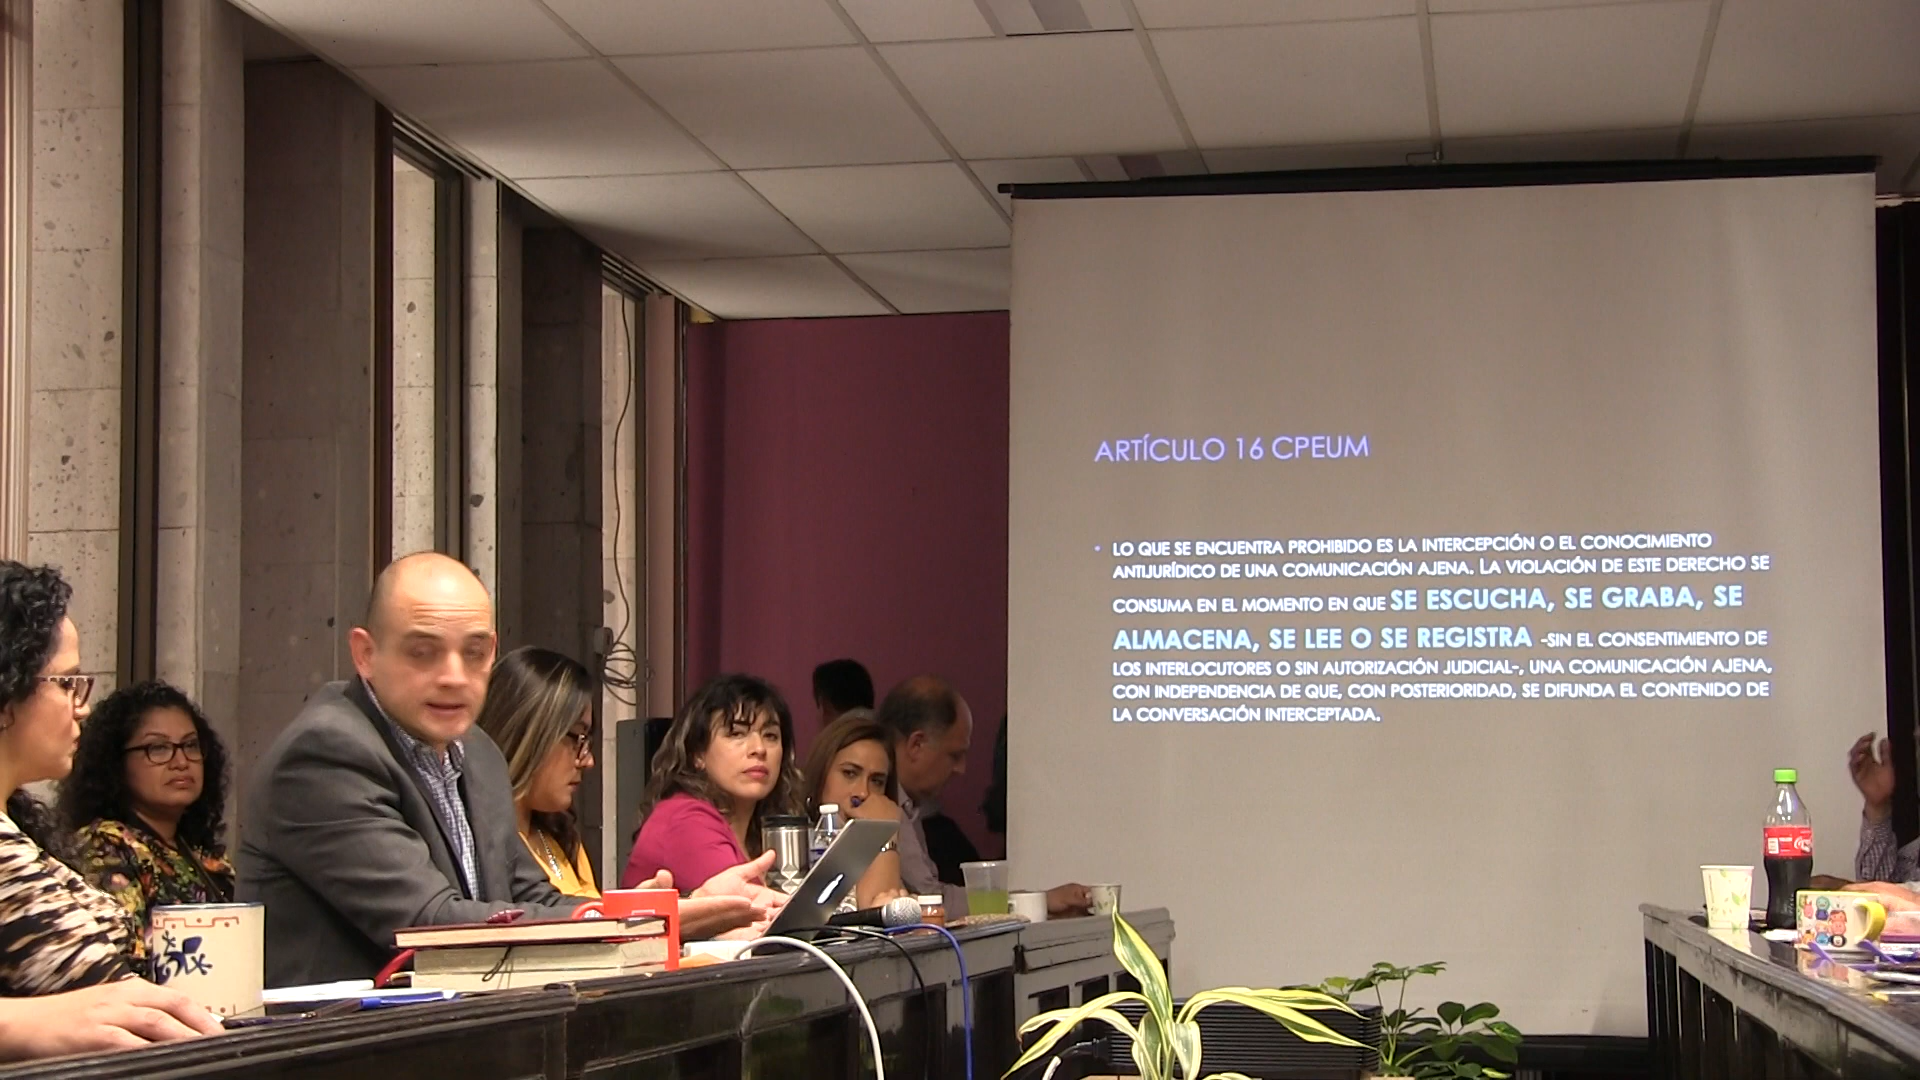 ARTÍCULO 16 CPEUM
• LO QUE SE ENCUENTRA PROHIBIDO ES LA INTERCEPCIÓN O EL CONOCIMIENTO
ANTIJURÍDICO DE UNA COMUNICACIÓN AJENA. LA VIOLACIÓN DE ESTE DERECHO SE
CONSUMA EN EL MOMENTO EN QUE SE ESCUCHA, SE GRABA, SE
ALMACENA, SE LEE O SE REGISTRA -SIN EL CONSENTIMIENTO DE
LOS INTERLOCUTORES O SIN AUTORIZACIÓN JUDICIAL-, UNA COMUNICACIÓN AJENA,
CON INDEPENDENCIA DE QUE, CON POSTERIORIDAD, SE DIFUNDA EL CONTENIDO DE
LA CONVERSACIÓN INTERCEPTADA.